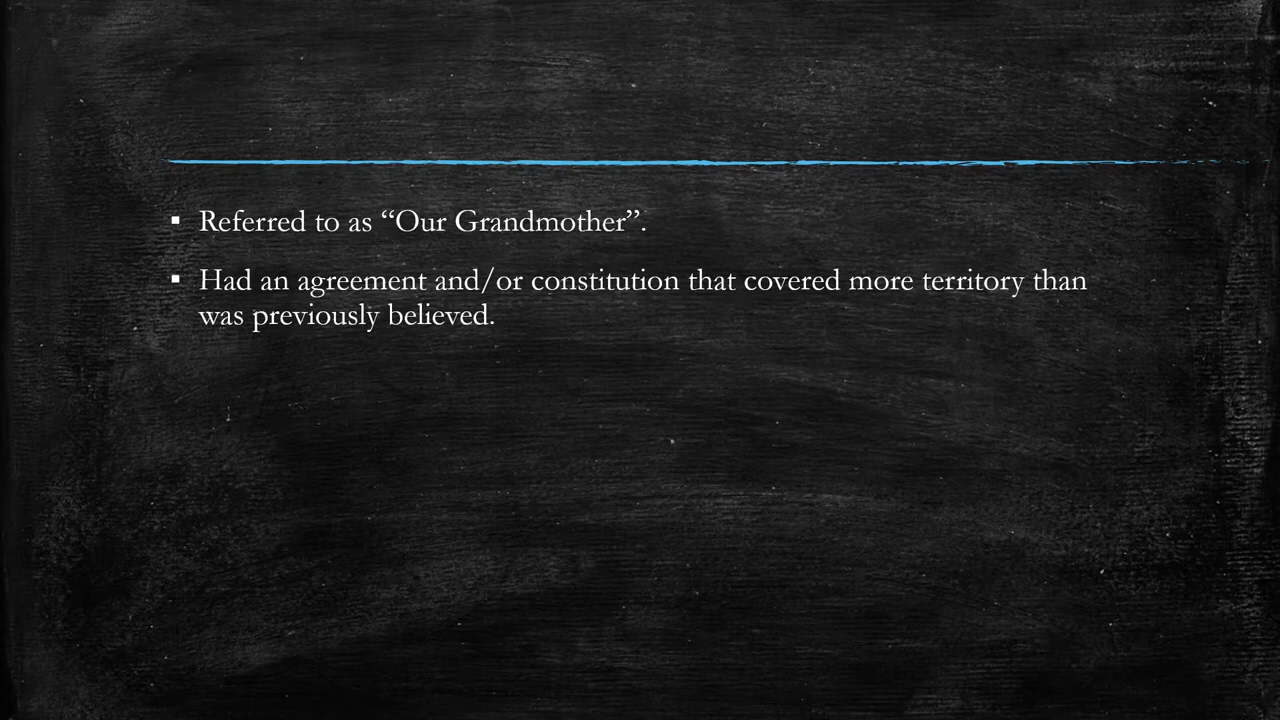 ▪ Referred to as “Our Grandmother”.
▪ Had an agreement and/or constitution that covered more territory than
was previously believed.